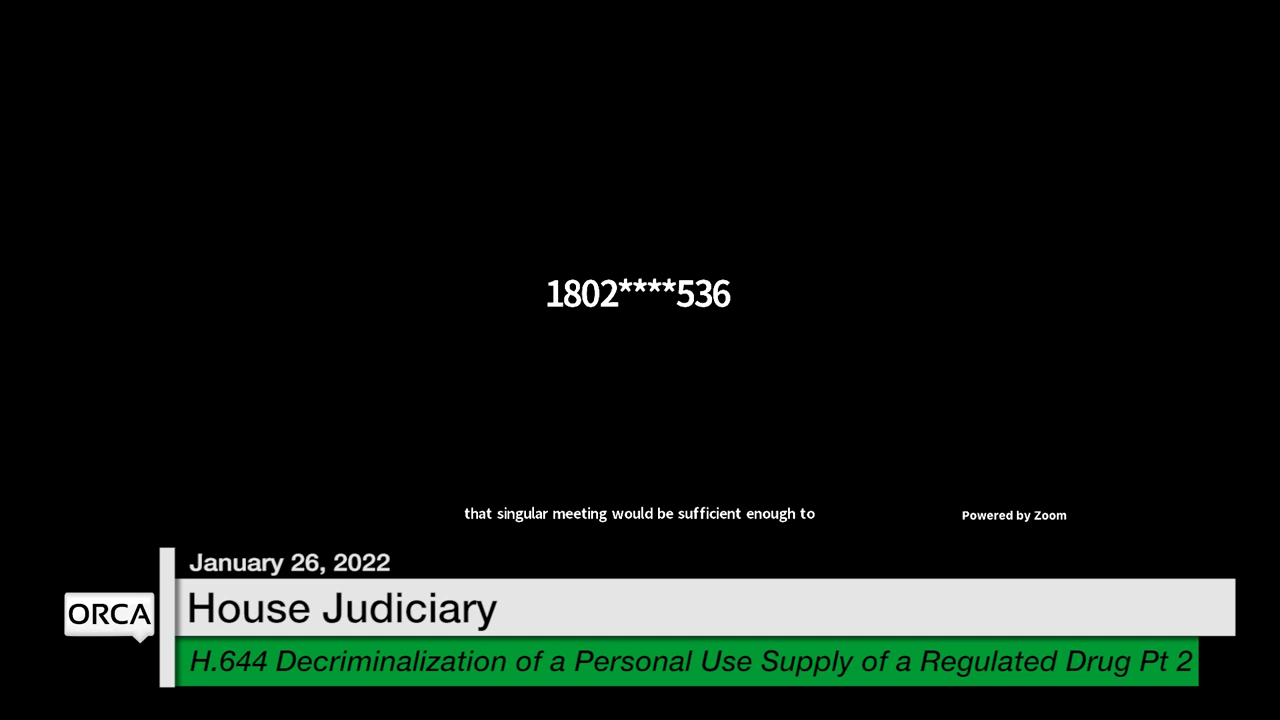 1802****536
that singular meeting would be sufficient enough to
Powered by Zoom
January 26, 2022
ORCA
House Judiciary
H.644 Decriminalization of a Personal Use Supply of a Regulated Drug Pt 2